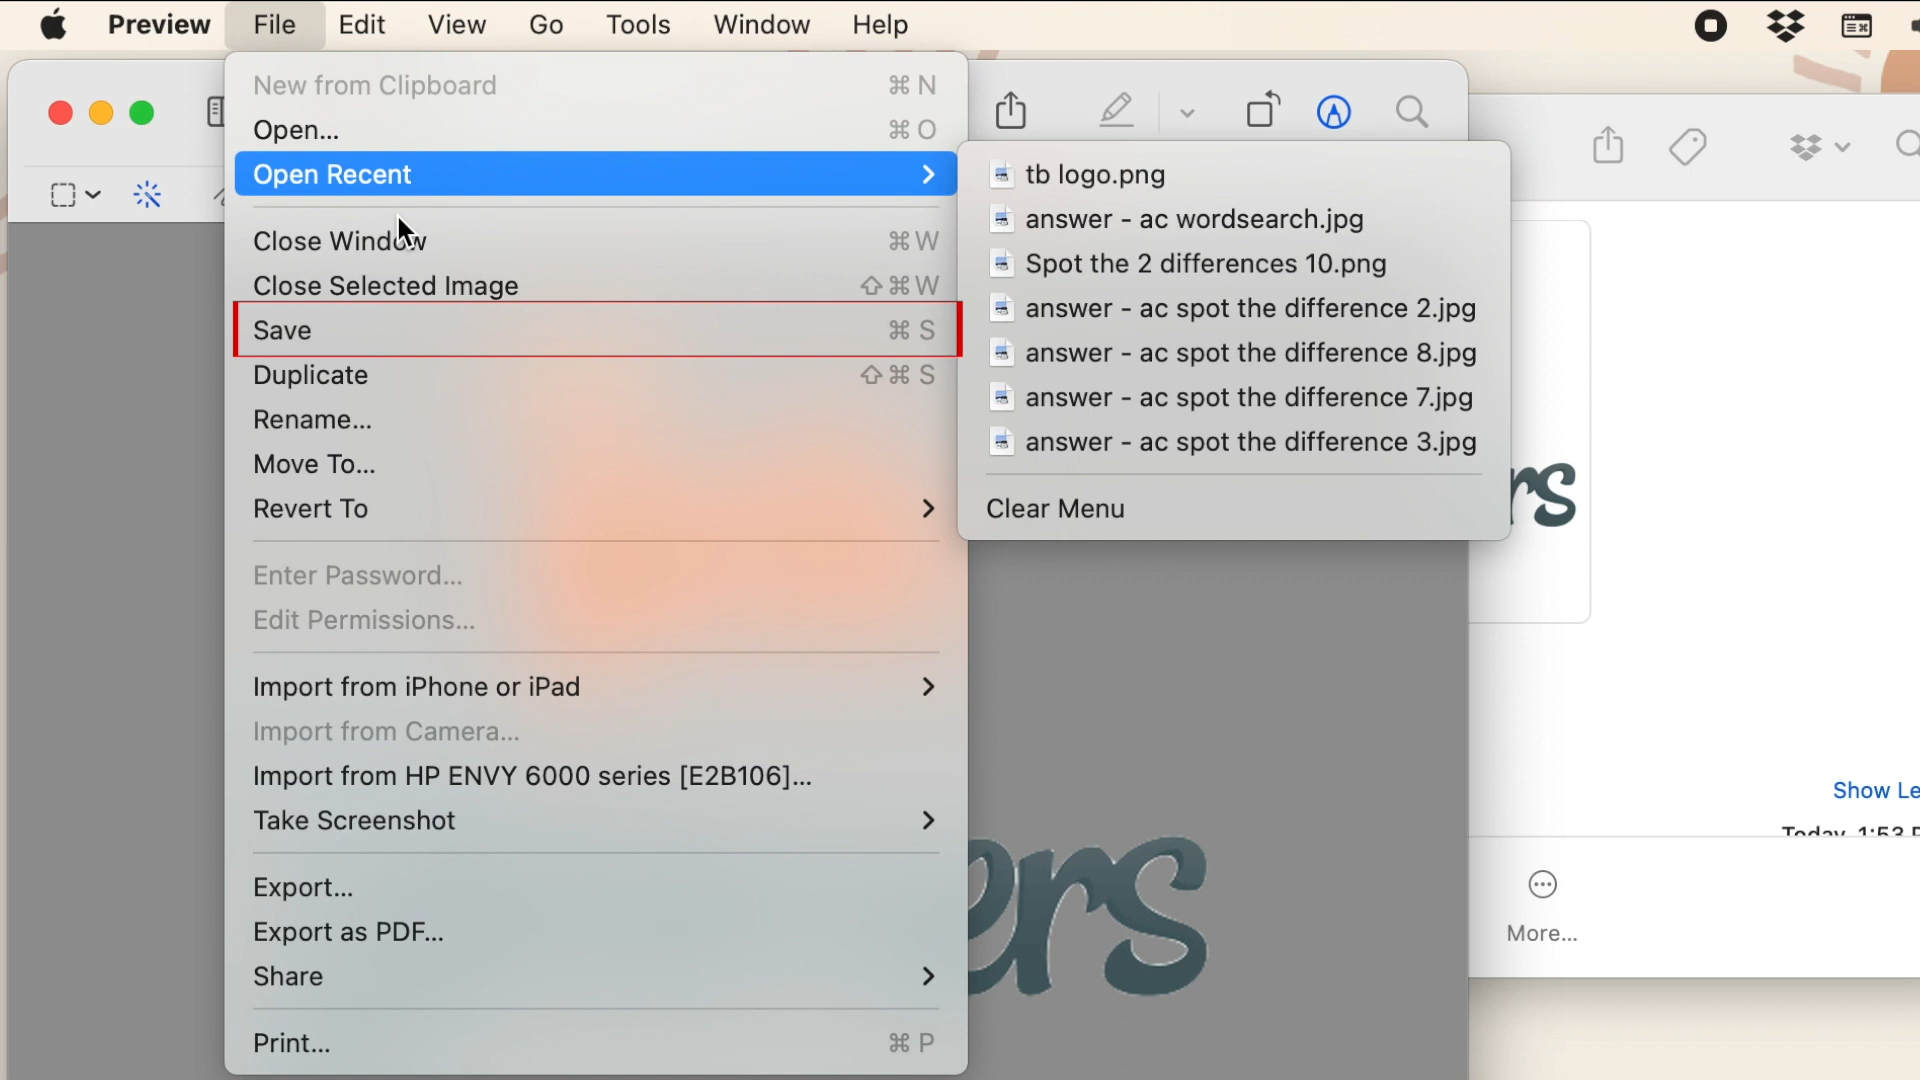 Preview File Edit View Go Tools Window Help
New from Clipboard ⌘ N
Open... ⌘ O
Open Recent
Close Window ⌘ W
Close Selected Image ⇧ ⌘ W
Save ⌘ S
Duplicate ⇧ ⌘ S
Rename...
Move To...
Revert To
Enter Password...
Edit Permissions...
Import from iPhone or iPad
Import from Camera...
Import from HP ENVY 6000 series [E2B106]...
Take Screenshot
Export...
Export as PDF...
Share
Print... ⌘ P
tb logo.png
answer - ac wordsearch.jpg
Spot the 2 differences 10.png
answer - ac spot the difference 2.jpg
answer - ac spot the difference 8.jpg
answer - ac spot the difference 7.jpg
answer - ac spot the difference 3.jpg
Clear Menu
rs
Show Le
Today, 1:53 P
More...
ers